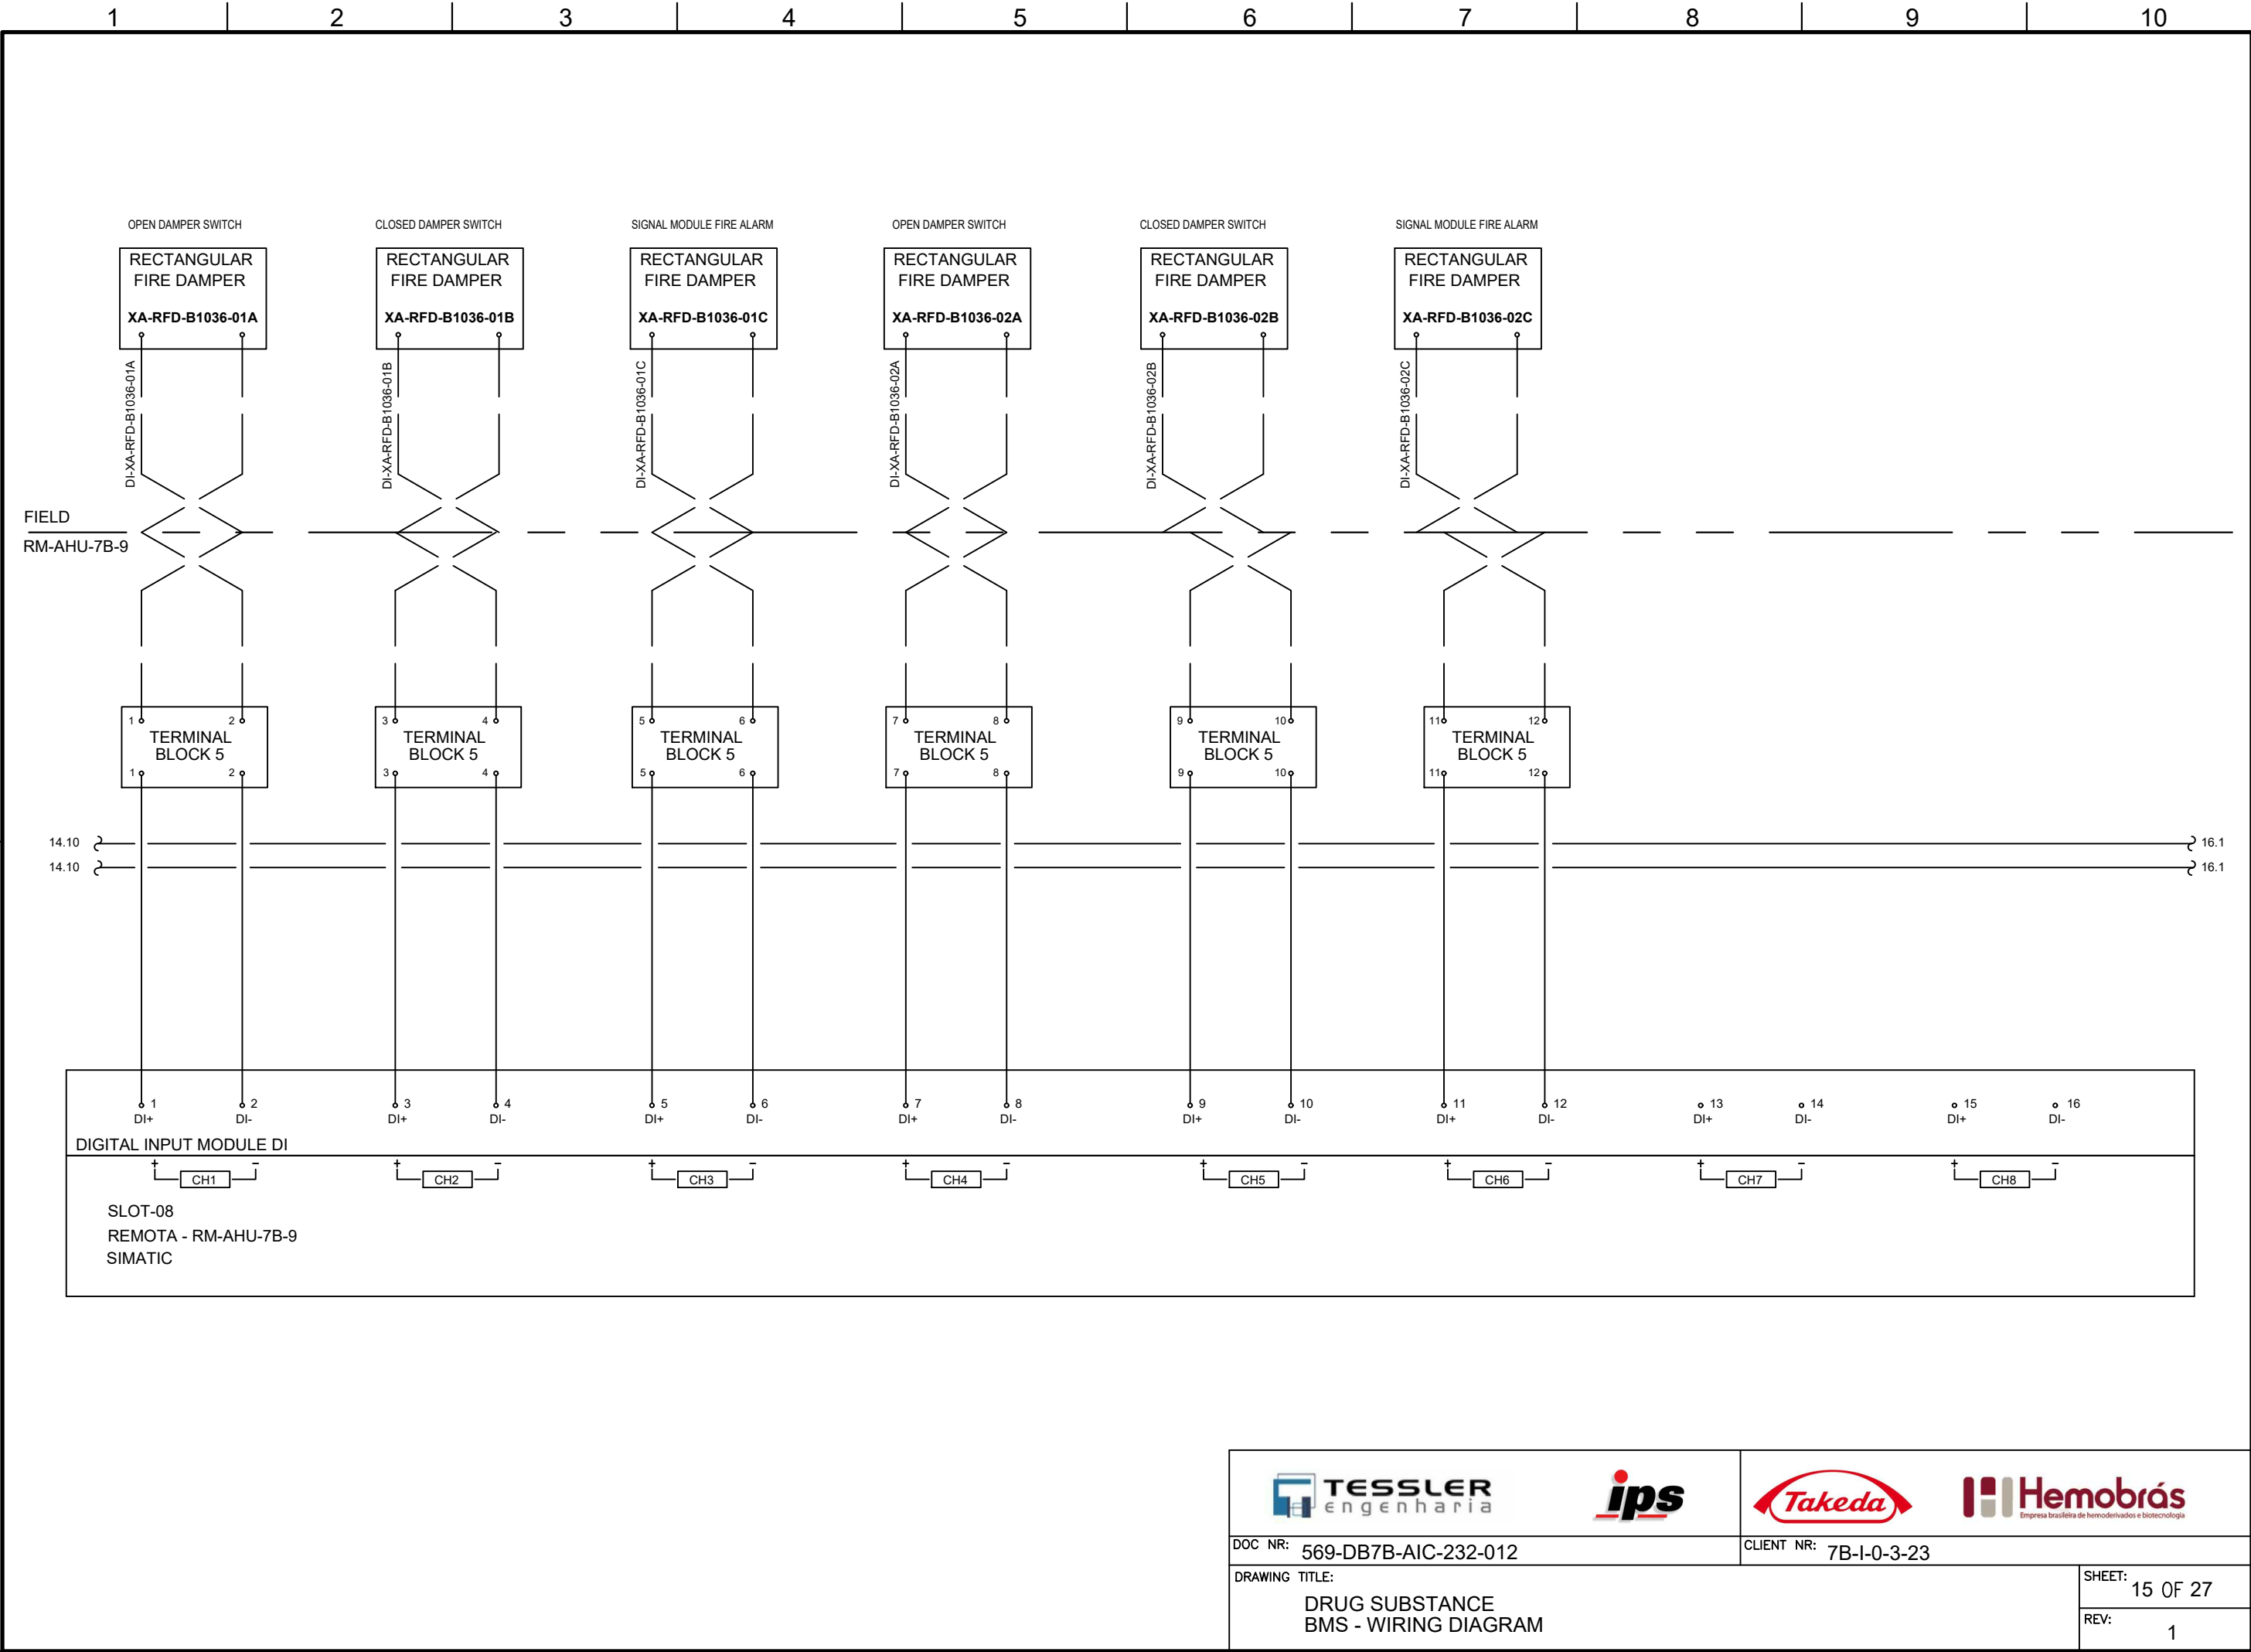 1 2 3 4 5 6 7 8 9 10
OPEN DAMPER SWITCH CLOSED DAMPER SWITCH SIGNAL MODULE FIRE ALARM OPEN DAMPER SWITCH CLOSED DAMPER SWITCH SIGNAL MODULE FIRE ALARM
RECTANGULAR RECTANGULAR RECTANGULAR RECTANGULAR RECTANGULAR RECTANGULAR
FIRE DAMPER FIRE DAMPER FIRE DAMPER FIRE DAMPER FIRE DAMPER FIRE DAMPER
XA-RFD-B1036-01A XA-RFD-B1036-01B XA-RFD-B1036-01C XA-RFD-B1036-02A XA-RFD-B1036-02B XA-RFD-B1036-02C
DI-XA-RFD-B1036-01A
DI-XA-RFD-B1036-01B
DI-XA-RFD-B1036-01C
DI-XA-RFD-B1036-02A
DI-XA-RFD-B1036-02B
DI-XA-RFD-B1036-02C
FIELD
RM-AHU-7B-9
1 2 3 4 5 6 7 8 9 10 11 12
TERMINAL TERMINAL TERMINAL TERMINAL TERMINAL TERMINAL
BLOCK 5 BLOCK 5 BLOCK 5 BLOCK 5 BLOCK 5 BLOCK 5
1 2 3 4 5 6 7 8 9 10 11 12
14.10 16.1
14.10 16.1
1 2 3 4 5 6 7 8 9 10 11 12 13 14 15 16
DI+ DI- DI+ DI- DI+ DI- DI+ DI- DI+ DI- DI+ DI- DI+ DI- DI+ DI-
DIGITAL INPUT MODULE DI
+ - + - + - + - + - + - + - + -
CH1 CH2 CH3 CH4 CH5 CH6 CH7 CH8
SLOT-08
REMOTA - RM-AHU-7B-9
SIMATIC
TESSLER
engenharia
ips
Takeda
Hemobrás
Empresa brasileira de hemoderivados e biotecnologia
DOC NR: 569-DB7B-AIC-232-012
CLIENT NR: 7B-I-0-3-23
DRAWING TITLE:
DRUG SUBSTANCE
BMS - WIRING DIAGRAM
SHEET: 15 OF 27
REV: 1